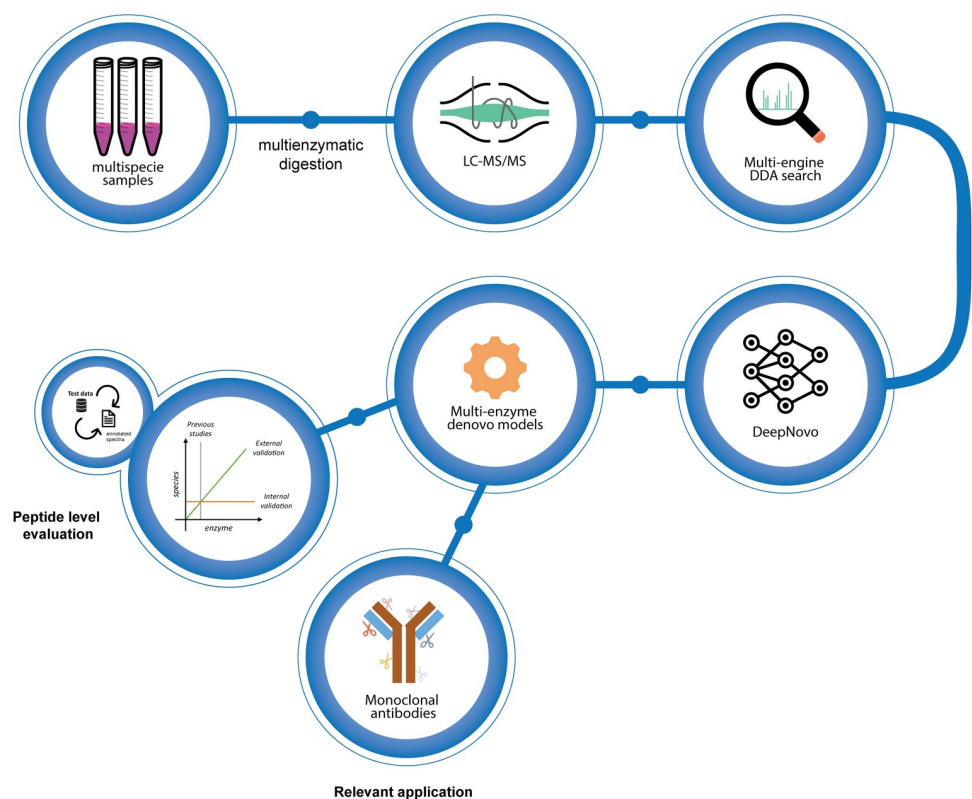 multispecie
samples
multienzymatic
digestion
LC-MS/MS
Multi-engine
DDA search
DeepNovo
Multi-enzyme
denovo models
Test data
annotated
spectra
Previous
studies
External
validation
Internal
validation
species
enzyme
Peptide level
evaluation
Monoclonal
antibodies
Relevant application